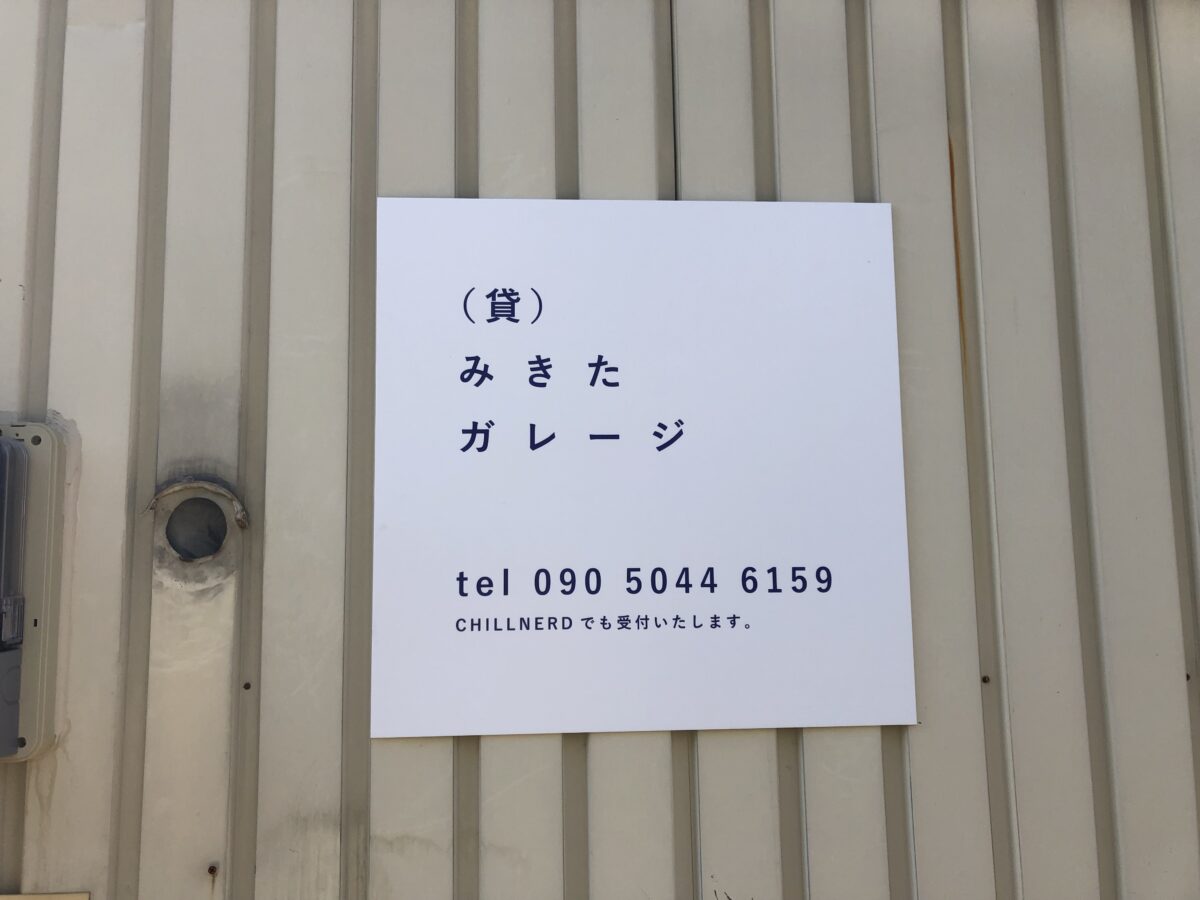 （貸）
みきた
ガレージ
tel 090 5044 6159
CHILLNERDでも受付いたします。